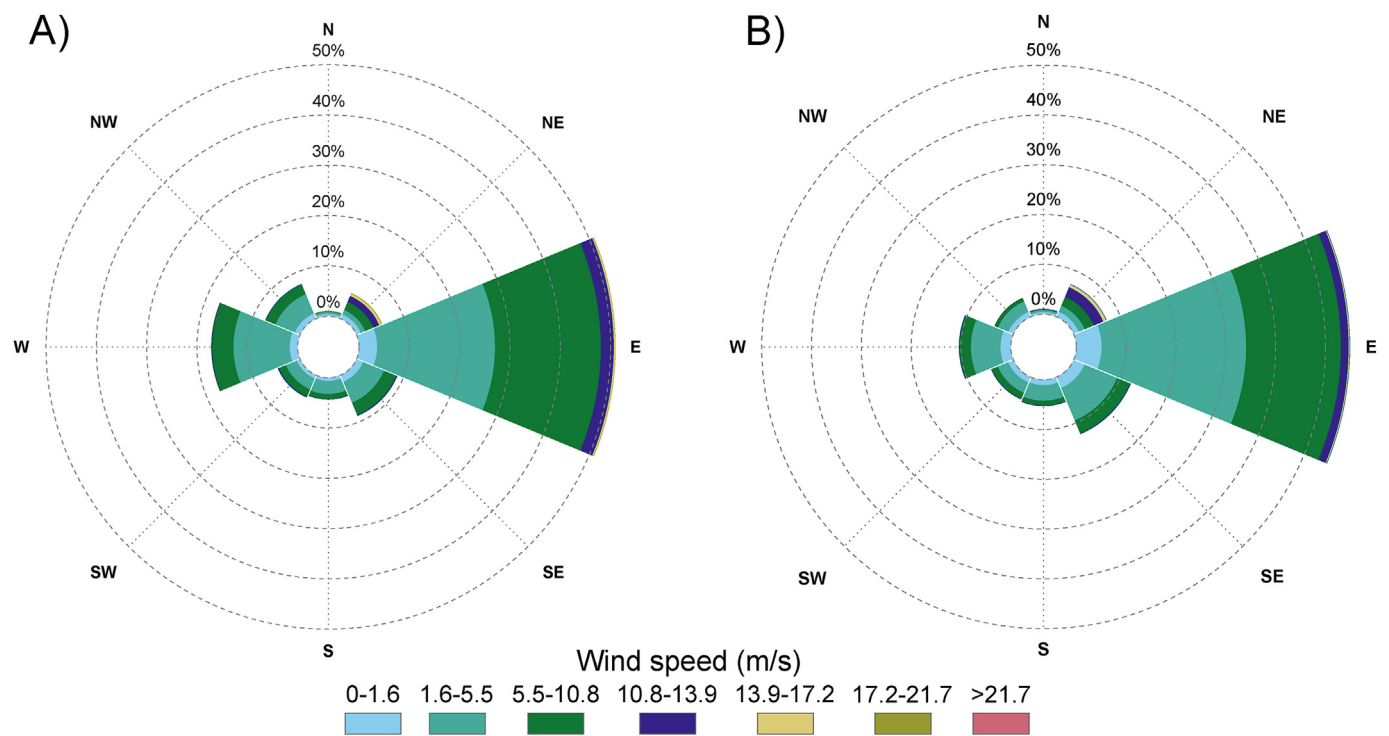 A)
B)
N
50%
40%
30%
20%
10%
0%
NW
NE
W
E
SW
SE
S
N
50%
40%
30%
20%
10%
0%
NW
NE
W
E
SW
SE
S
Wind speed (m/s)
0-1.6 1.6-5.5 5.5-10.8 10.8-13.9 13.9-17.2 17.2-21.7 >21.7